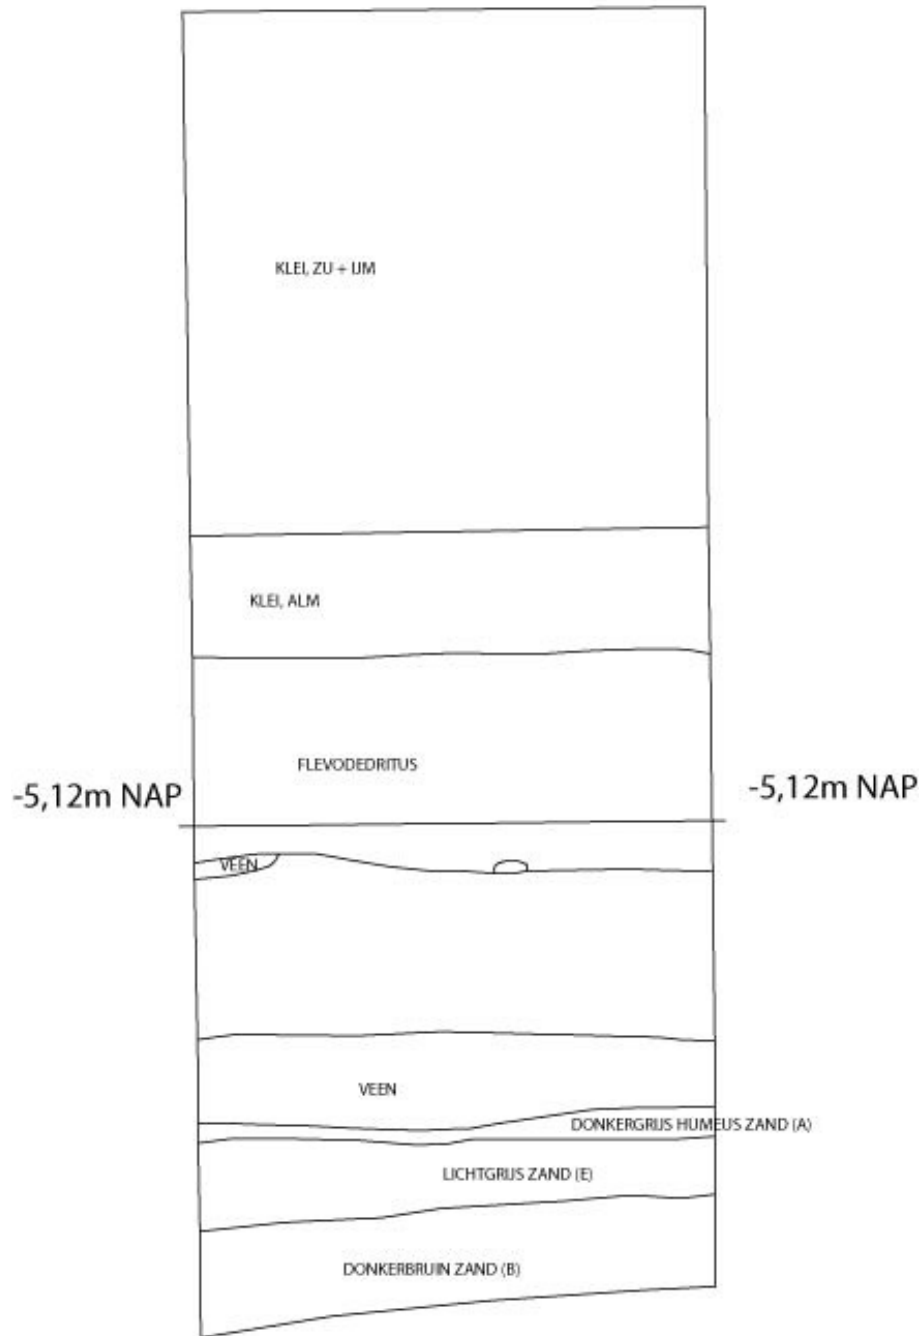 KLEI, ZU + IJM
KLEI, ALM
FLEVODEDRITUS
-5,12m NAP
-5,12m NAP
VEEN
VEEN
DONKERGRIJS HUMEUS ZAND (A)
LICHTGRIJS ZAND (E)
DONKERBRUIN ZAND (B)